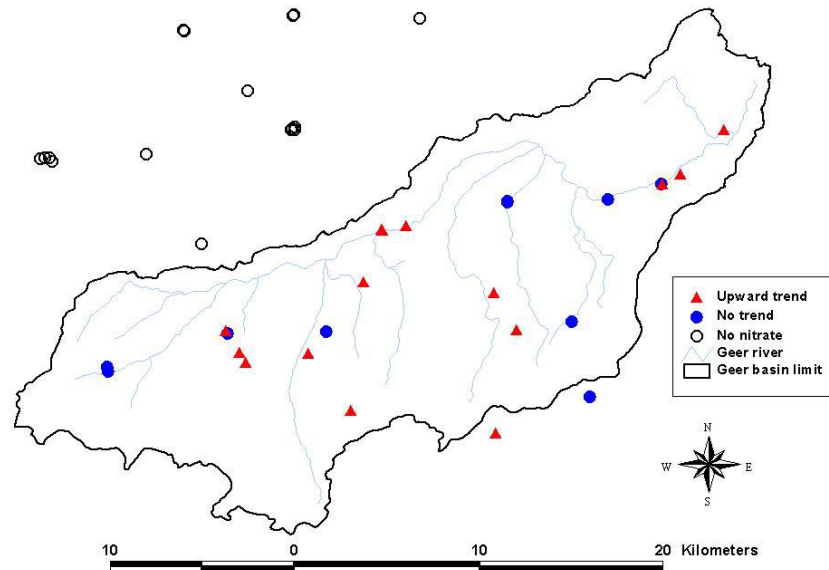 Upward trend
No trend
No nitrate
Geer river
Geer basin limit
N
W E
S
10 0 10 20 Kilometers